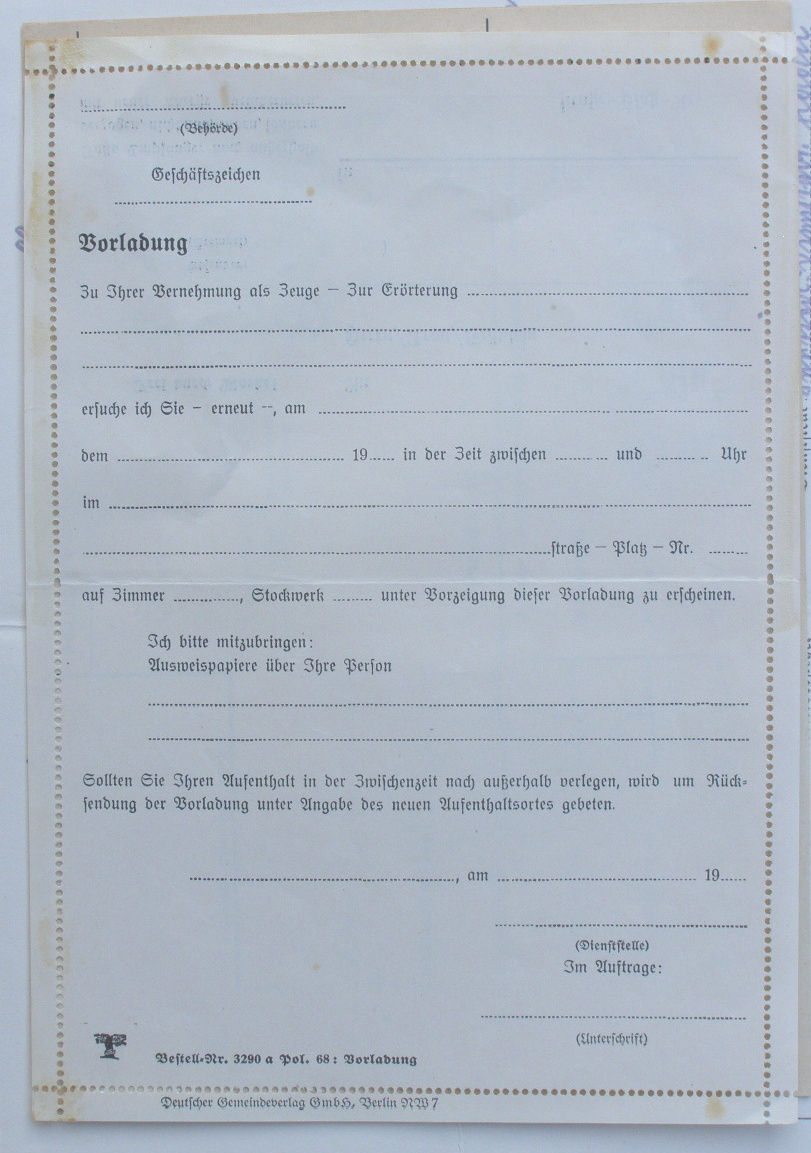 (Behörde)
Geschäftszeichen
Vorladung
Zu Ihrer Vernehmung als Zeuge — Zur Erörterung
ersuche ich Sie – erneut –, am
dem 19 in der Zeit zwischen und Uhr
im
straße — Platz — Nr.
auf Zimmer , Stockwerk unter Vorzeigung dieser Vorladung zu erscheinen.
Ich bitte mitzubringen:
Ausweispapiere über Ihre Person
Sollten Sie Ihren Aufenthalt in der Zwischenzeit nach außerhalb verlegen, wird um Rück-
sendung der Vorladung unter Angabe des neuen Aufenthaltsortes gebeten.
, am 19
(Dienststelle)
Im Auftrage:
(Unterschrift)
Bestell-Nr. 3290 a Pol. 68: Vorladung
Deutscher Gemeindeverlag GmbH, Berlin NW 7